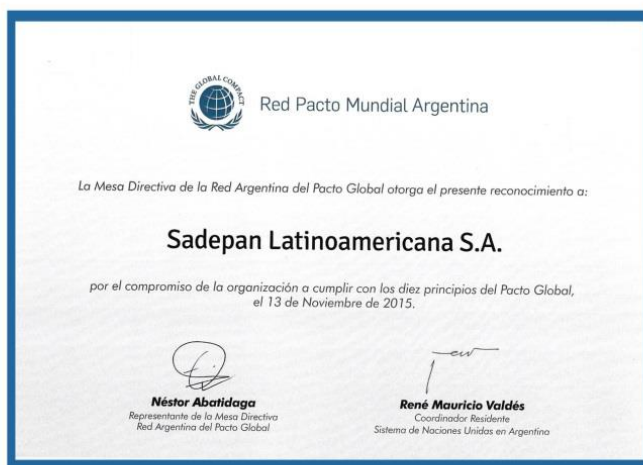 THE GLOBAL COMPACT
Red Pacto Mundial Argentina
La Mesa Directiva de la Red Argentina del Pacto Global otorga el presente reconocimiento a:
Sadepan Latinoamericana S.A.
por el compromiso de la organización a cumplir con los diez principios del Pacto Global,
el 13 de Noviembre de 2015.
Néstor Abatidaga
Representante de la Mesa Directiva
Red Argentina del Pacto Global
René Mauricio Valdés
Coordinador Residente
Sistema de Naciones Unidas en Argentina